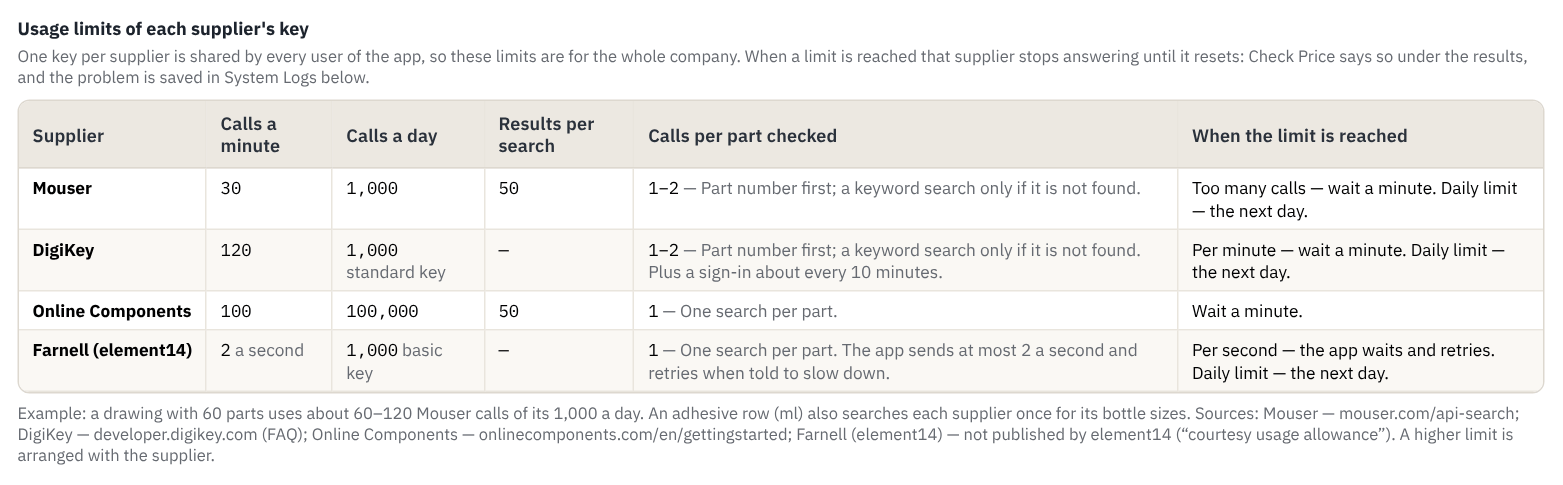 Usage limits of each supplier's key
One key per supplier is shared by every user of the app, so these limits are for the whole company. When a limit is reached that supplier stops answering until it resets: Check Price says so under the results,
and the problem is saved in System Logs below.
Supplier
Calls a
minute
Calls a day
Results per
search
Calls per part checked
When the limit is reached
Mouser
30
1,000
50
1–2 — Part number first; a keyword search only if it is not found.
Too many calls — wait a minute. Daily limit
— the next day.
DigiKey
120
1,000
standard key
—
1–2 — Part number first; a keyword search only if it is not found.
Plus a sign-in about every 10 minutes.
Per minute — wait a minute. Daily limit —
the next day.
Online Components
100
100,000
50
1 — One search per part.
Wait a minute.
Farnell (element14)
2 a second
1,000 basic
key
—
1 — One search per part. The app sends at most 2 a second and
retries when told to slow down.
Per second — the app waits and retries.
Daily limit — the next day.
Example: a drawing with 60 parts uses about 60–120 Mouser calls of its 1,000 a day. An adhesive row (ml) also searches each supplier once for its bottle sizes. Sources: Mouser — mouser.com/api-search;
DigiKey — developer.digikey.com (FAQ); Online Components — onlinecomponents.com/en/gettingstarted; Farnell (element14) — not published by element14 (“courtesy usage allowance”). A higher limit is
arranged with the supplier.